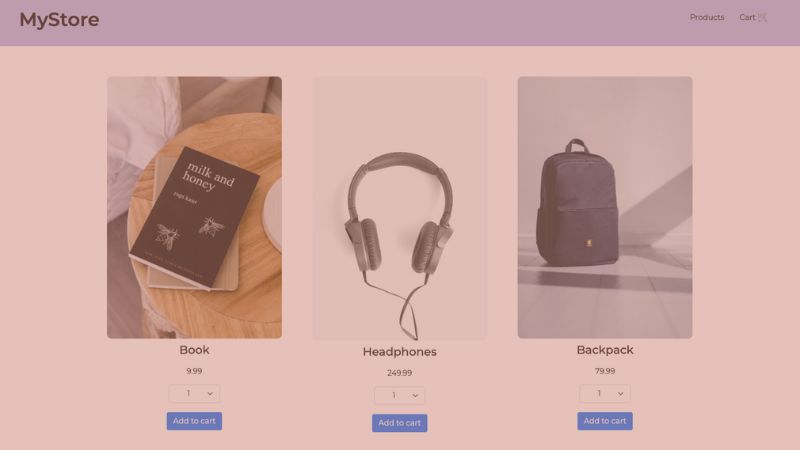 MyStore
Products
Cart
milk and
honey
rupi kaur
Book
9.99
1
Add to cart
Headphones
249.99
1
Add to cart
Backpack
79.99
1
Add to cart